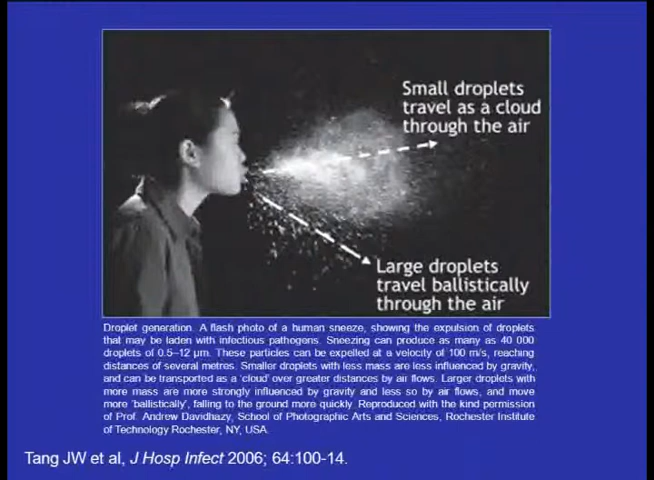 Small droplets
travel as a cloud
through the air
Large droplets
travel ballistically
through the air
Droplet generation. A flash photo of a human sneeze, showing the expulsion of droplets
that may be laden with infectious pathogens. Sneezing can produce as many as 40 000
droplets of 0.5–12 μm. These particles can be expelled at a velocity of 100 m/s, reaching
distances of several metres. Smaller droplets with less mass are less influenced by gravity,
and can be transported as a 'cloud' over greater distances by air flows. Larger droplets with
more mass are more strongly influenced by gravity and less so by air flows, and move
more 'ballistically', falling to the ground more quickly. Reproduced with the kind permission
of Prof. Andrew Davidhazy, School of Photographic Arts and Sciences, Rochester Institute
of Technology Rochester, NY, USA.
Tang JW et al, J Hosp Infect 2006; 64:100-14.